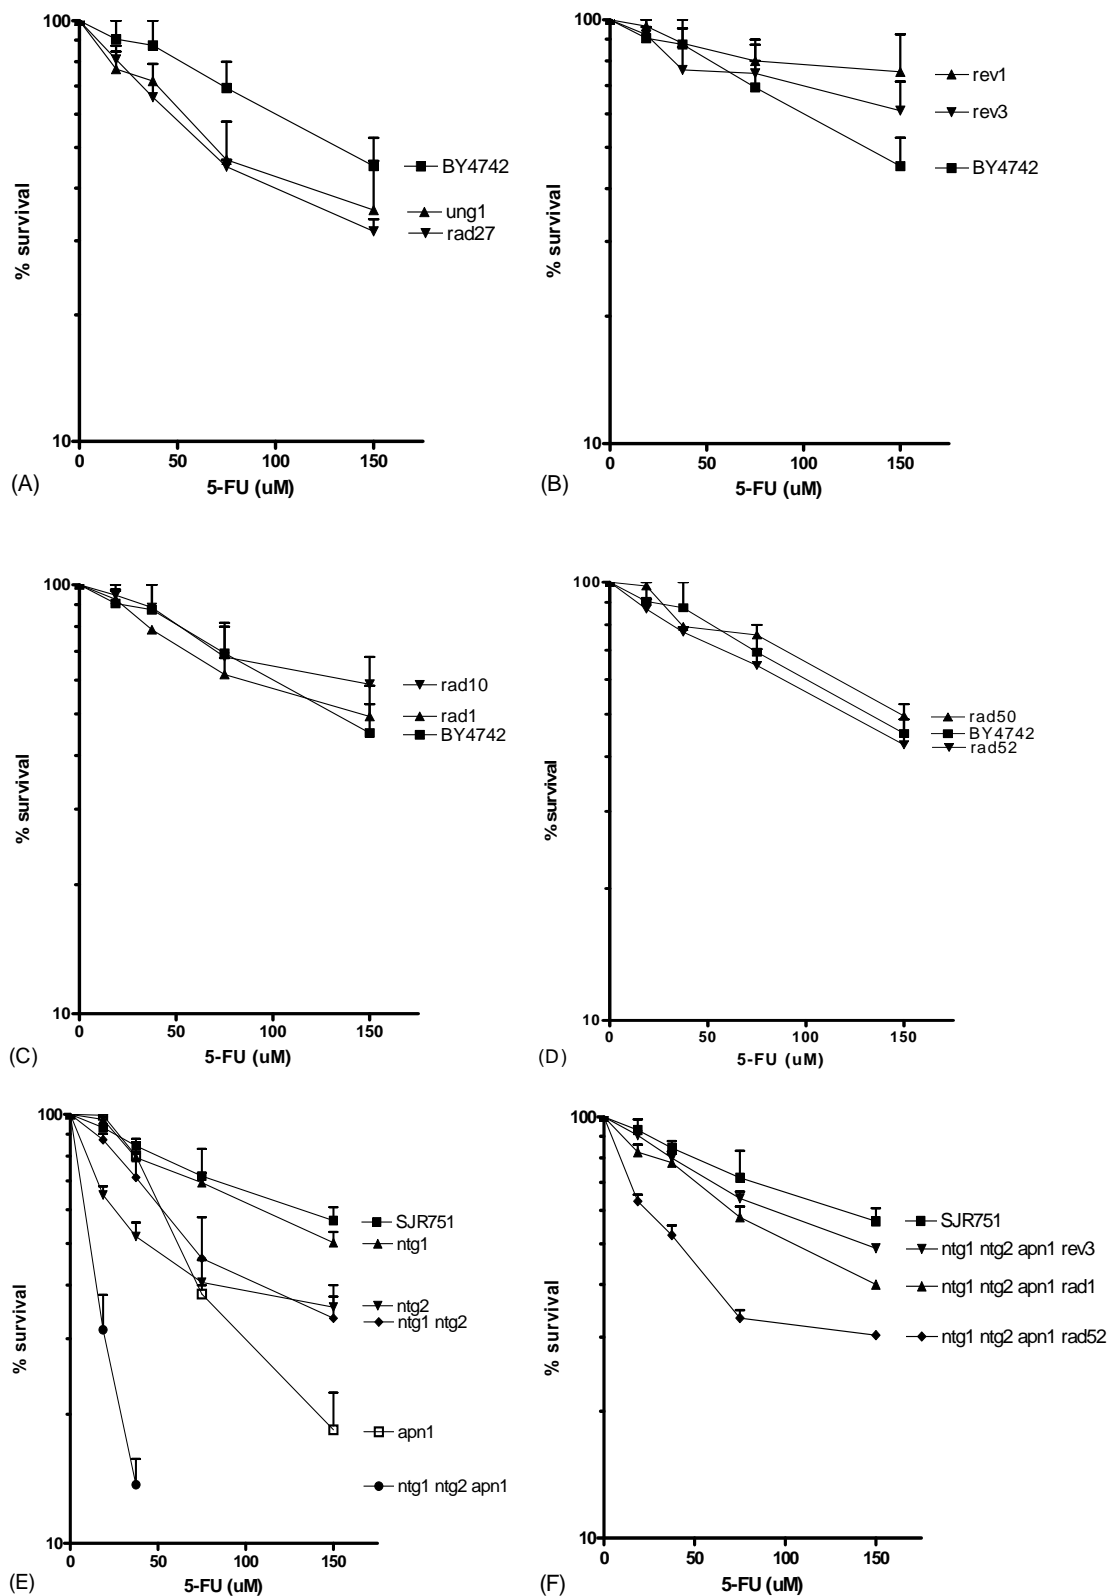 100
% survival
BY4742
ung1
rad27
10
0
50
100
150
5-FU (uM)
(A)
100
% survival
rev1
rev3
BY4742
10
0
50
100
150
5-FU (uM)
(B)
100
% survival
rad10
rad1
BY4742
10
0
50
100
150
5-FU (uM)
(C)
100
% survival
rad50
BY4742
rad52
10
0
50
100
150
5-FU (uM)
(D)
100
% survival
SJR751
ntg1
ntg2
ntg1 ntg2
apn1
ntg1 ntg2 apn1
10
0
50
100
150
5-FU (uM)
(E)
100
% survival
SJR751
ntg1 ntg2 apn1 rev3
ntg1 ntg2 apn1 rad1
ntg1 ntg2 apn1 rad52
10
0
50
100
150
5-FU (uM)
(F)